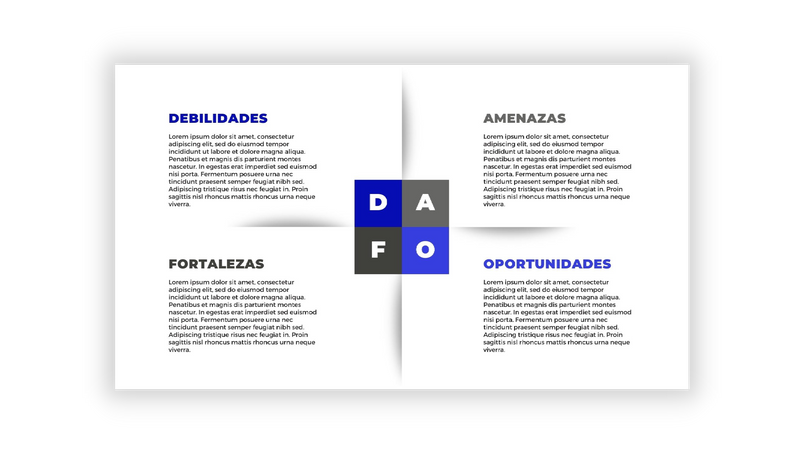 DEBILIDADES
Lorem ipsum dolor sit amet, consectetur
adipiscing elit, sed do eiusmod tempor
incididunt ut labore et dolore magna aliqua.
Penatibus et magnis dis parturient montes
nascetur. In egestas erat imperdiet sed euismod
nisi porta. Fermentum posuere urna nec
tincidunt praesent semper feugiat nibh sed.
Adipiscing tristique risus nec feugiat in. Proin
sagittis nisl rhoncus mattis rhoncus urna neque
viverra.
AMENAZAS
Lorem ipsum dolor sit amet, consectetur
adipiscing elit, sed do eiusmod tempor
incididunt ut labore et dolore magna aliqua.
Penatibus et magnis dis parturient montes
nascetur. In egestas erat imperdiet sed euismod
nisi porta. Fermentum posuere urna nec
tincidunt praesent semper feugiat nibh sed.
Adipiscing tristique risus nec feugiat in. Proin
sagittis nisl rhoncus mattis rhoncus urna neque
viverra.
D A
F O
FORTALEZAS
Lorem ipsum dolor sit amet, consectetur
adipiscing elit, sed do eiusmod tempor
incididunt ut labore et dolore magna aliqua.
Penatibus et magnis dis parturient montes
nascetur. In egestas erat imperdiet sed euismod
nisi porta. Fermentum posuere urna nec
tincidunt praesent semper feugiat nibh sed.
Adipiscing tristique risus nec feugiat in. Proin
sagittis nisl rhoncus mattis rhoncus urna neque
viverra.
OPORTUNIDADES
Lorem ipsum dolor sit amet, consectetur
adipiscing elit, sed do eiusmod tempor
incididunt ut labore et dolore magna aliqua.
Penatibus et magnis dis parturient montes
nascetur. In egestas erat imperdiet sed euismod
nisi porta. Fermentum posuere urna nec
tincidunt praesent semper feugiat nibh sed.
Adipiscing tristique risus nec feugiat in. Proin
sagittis nisl rhoncus mattis rhoncus urna neque
viverra.